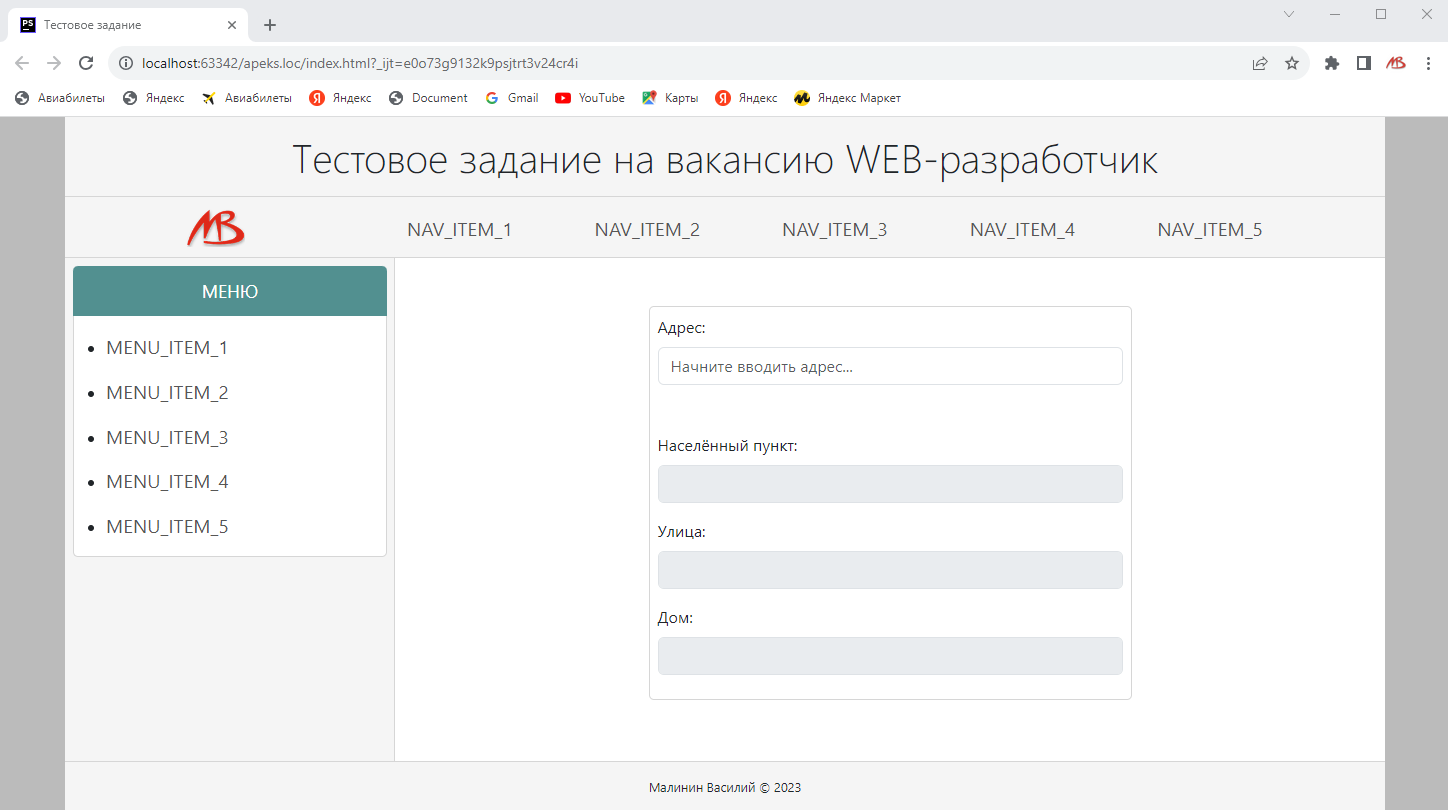 Тестовое задание
localhost:63342/apeks.loc/index.html?_ijt=e0o73g9132k9psjtrt3v24cr4i
Авиабилеты Яндекс Авиабилеты Яндекс Document Gmail YouTube Карты Яндекс Яндекс Маркет
Тестовое задание на вакансию WEB-разработчик
МВ NAV_ITEM_1 NAV_ITEM_2 NAV_ITEM_3 NAV_ITEM_4 NAV_ITEM_5
МЕНЮ
MENU_ITEM_1
MENU_ITEM_2
MENU_ITEM_3
MENU_ITEM_4
MENU_ITEM_5
Адрес:
Начните вводить адрес...
Населённый пункт:
Улица:
Дом:
Малинин Василий © 2023